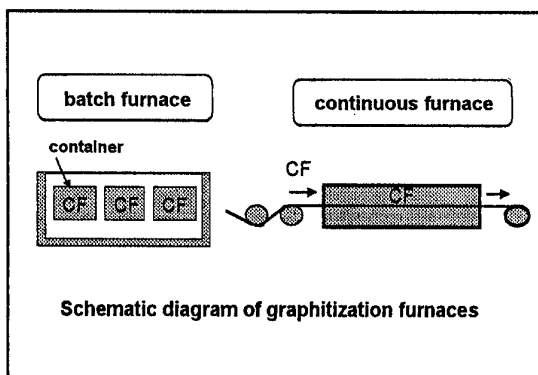 batch furnace
continuous furnace
container
CF
CF CF CF
CF
Schematic diagram of graphitization furnaces